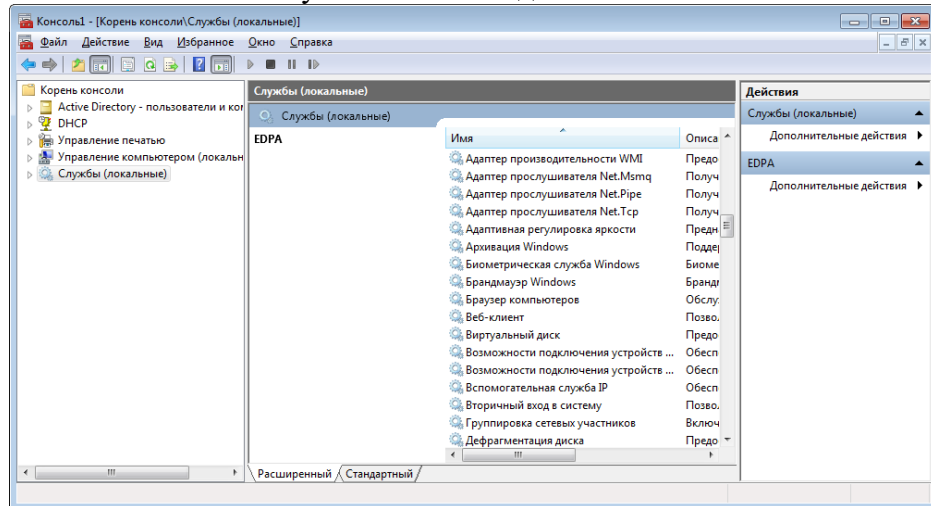 Консоль1 - [Корень консоли\Службы (локальные)]
Файл Действие Вид Избранное Окно Справка
Корень консоли
Active Directory - пользователи и ког
DHCP
Управление печатью
Управление компьютером (локальн
Службы (локальные)
Службы (локальные)
Службы (локальные)
EDPA
Имя Описа
Адаптер производительности WMI Предо
Адаптер прослушивателя Net.Msmq Получ
Адаптер прослушивателя Net.Pipe Получ
Адаптер прослушивателя Net.Tcp Получ
Адаптивная регулировка яркости Предн
Архивация Windows Поддер
Биометрическая служба Windows Биоме
Брандмауэр Windows Бранд
Браузер компьютеров Обслу
Веб-клиент Позво
Виртуальный диск Предо
Возможности подключения устройств ... Обесп
Возможности подключения устройств ... Обесп
Вспомогательная служба IP Обесп
Вторичный вход в систему Позво
Группировка сетевых участников Включ
Дефрагментация диска Предо
Расширенный Стандартный
Действия
Службы (локальные)
Дополнительные действия
EDPA
Дополнительные действия